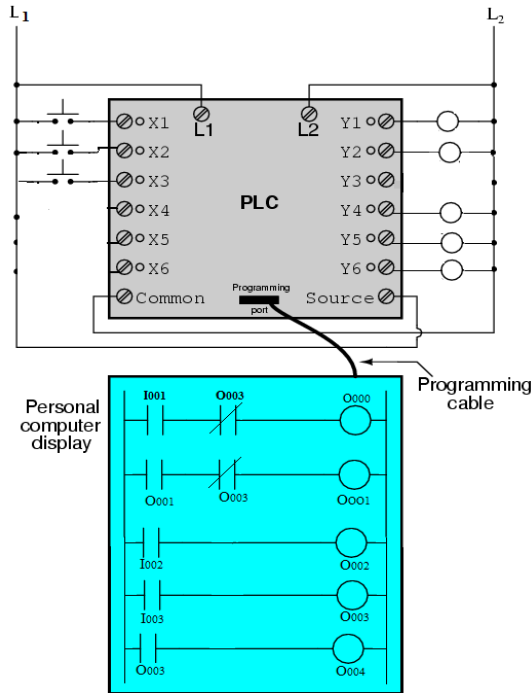 L1
L2
X1
L1
L2
Y1
X2
Y2
X3
Y3
X4
PLC
Y4
X5
Y5
X6
Y6
Common
Programming
port
Source
Programming
cable
Personal
computer
display
I001
O003
O000
O001
O003
OO01
I002
O002
I003
O003
O003
O004